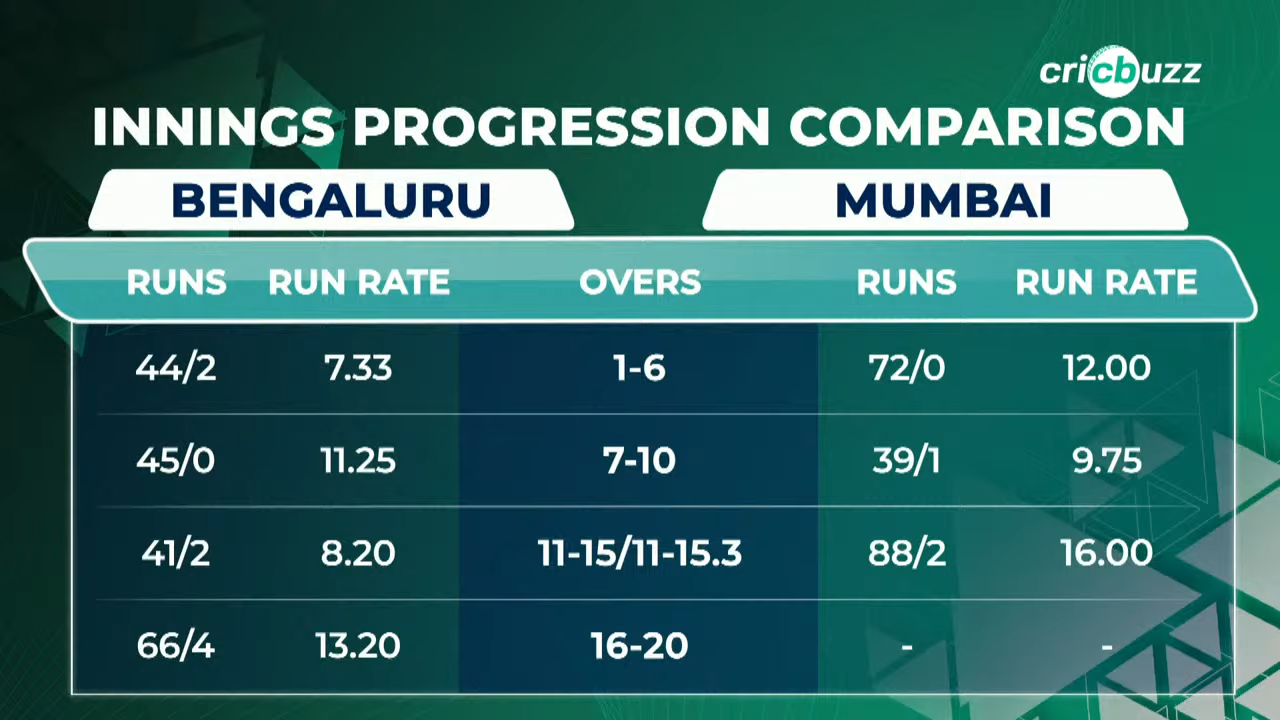 cricbuzz
INNINGS PROGRESSION COMPARISON
BENGALURU MUMBAI
RUNS RUN RATE OVERS RUNS RUN RATE
44/2 7.33 1-6 72/0 12.00
45/0 11.25 7-10 39/1 9.75
41/2 8.20 11-15/11-15.3 88/2 16.00
66/4 13.20 16-20 - -